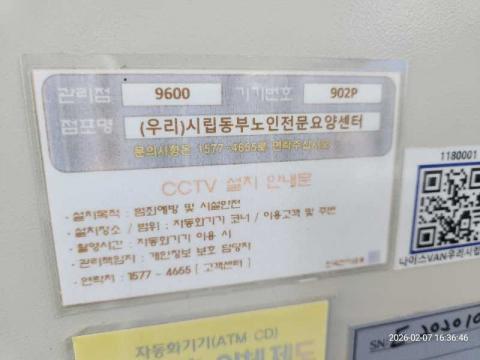 관리점 9600 기기번호 902P
점포명 (우리)시립동부노인전문요양센터
문의사항은 1577-4655로 연락주십시오
CCTV 설치 안내문
· 설치목적 : 범죄예방 및 시설안전
· 설치장소 / 범위 : 자동화기기 코너 / 이용고객 및 주변
· 촬영시간 : 자동화기기 이용 시
· 관리책임자 : 개인정보 보호 담당자
· 연락처 : 1577 - 4655 [ 고객센터 ]
1180001
나이스VAN우리시립
SN
자동화기기(ATM CD)
2026-02-07 16:36:46